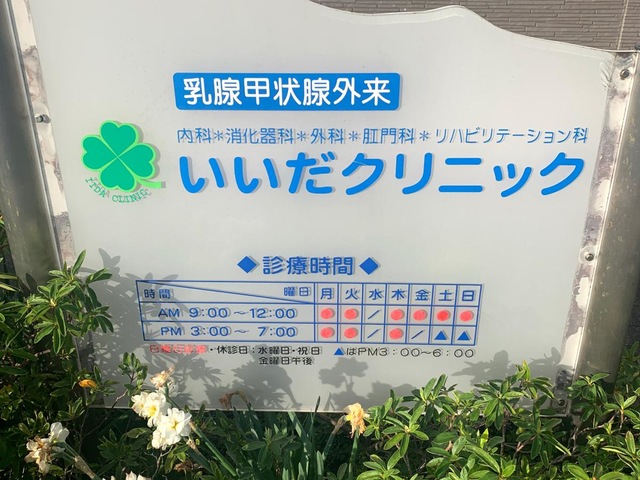 乳腺甲状腺外来
内科*消化器科*外科*肛門科*リハビリテーション科
いいだクリニック
IIDA CLINIC
◆診療時間◆
時間 曜日 月 火 水 木 金 土 日
AM 9:00~12:00 ● ● / ● ● ● ●
PM 3:00~ 7:00 ● ● / ● / ▲ ▲
・休診日:水曜日・祝日 ▲はPM3:00~6:00
金曜日午後